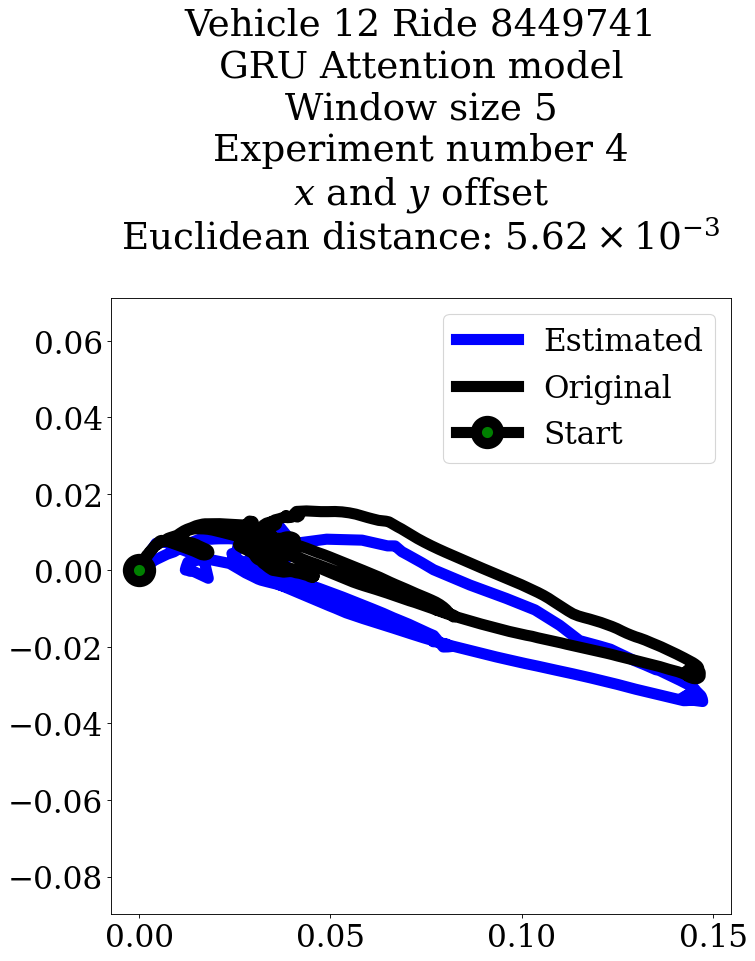 Vehicle 12 Ride 8449741
GRU Attention model
Window size 5
Experiment number 4
x and y offset
Euclidean distance: 5.62 × 10⁻³
Estimated
Original
Start
0.06
0.04
0.02
0.00
−0.02
−0.04
−0.06
−0.08
0.00 0.05 0.10 0.15